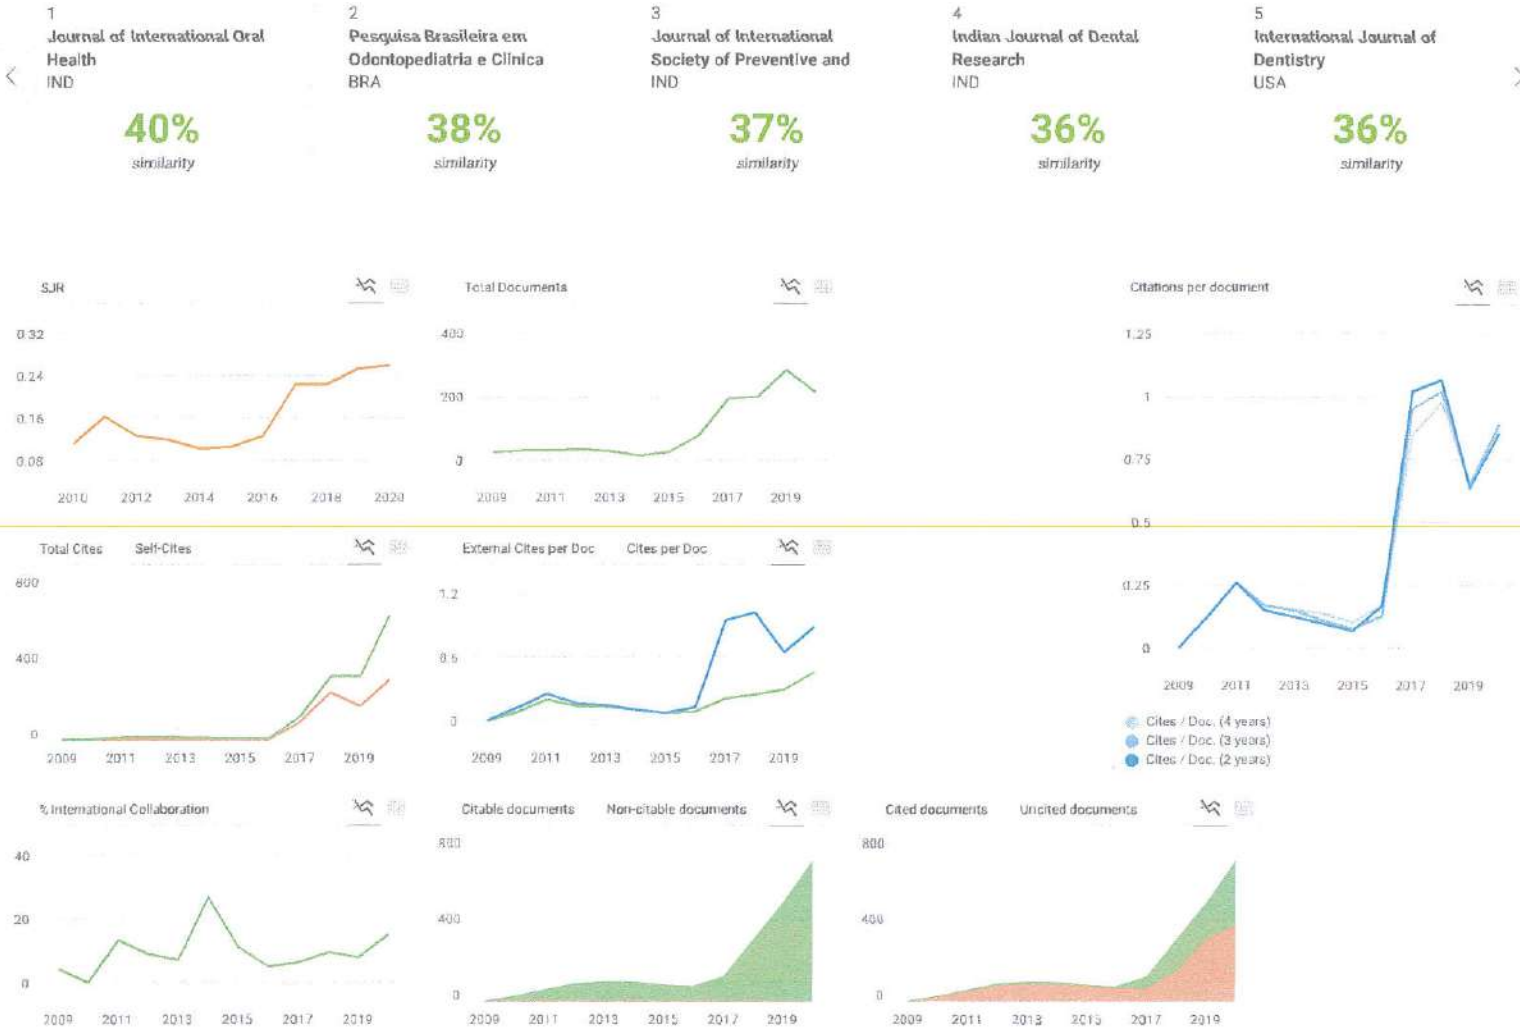 1
Journal of International Oral
Health
IND
40%
similarity
2
Pesquisa Brasileira em
Odontopediatria e Clinica
BRA
38%
similarity
3
Journal of International
Society of Preventive and
IND
37%
similarity
4
Indian Journal of Dental
Research
IND
36%
similarity
5
International Journal of
Dentistry
USA
36%
similarity
SJR
0.32
0.24
0.16
0.08
2010 2012 2014 2016 2018 2020
Total Documents
400
200
0
2009 2011 2013 2015 2017 2019
Citations per document
1.25
1
0.75
0.5
0.25
0
2009 2011 2013 2015 2017 2019
Cites / Doc. (4 years)
Cites / Doc. (3 years)
Cites / Doc. (2 years)
Total Cites Self-Cites
800
400
0
2009 2011 2013 2015 2017 2019
External Cites per Doc Cites per Doc
1.2
0.6
0
2009 2011 2013 2015 2017 2019
% International Collaboration
40
20
0
2009 2011 2013 2015 2017 2019
Citable documents Non-citable documents
800
400
0
2009 2011 2013 2015 2017 2019
Cited documents Uncited documents
800
400
0
2009 2011 2013 2015 2017 2019